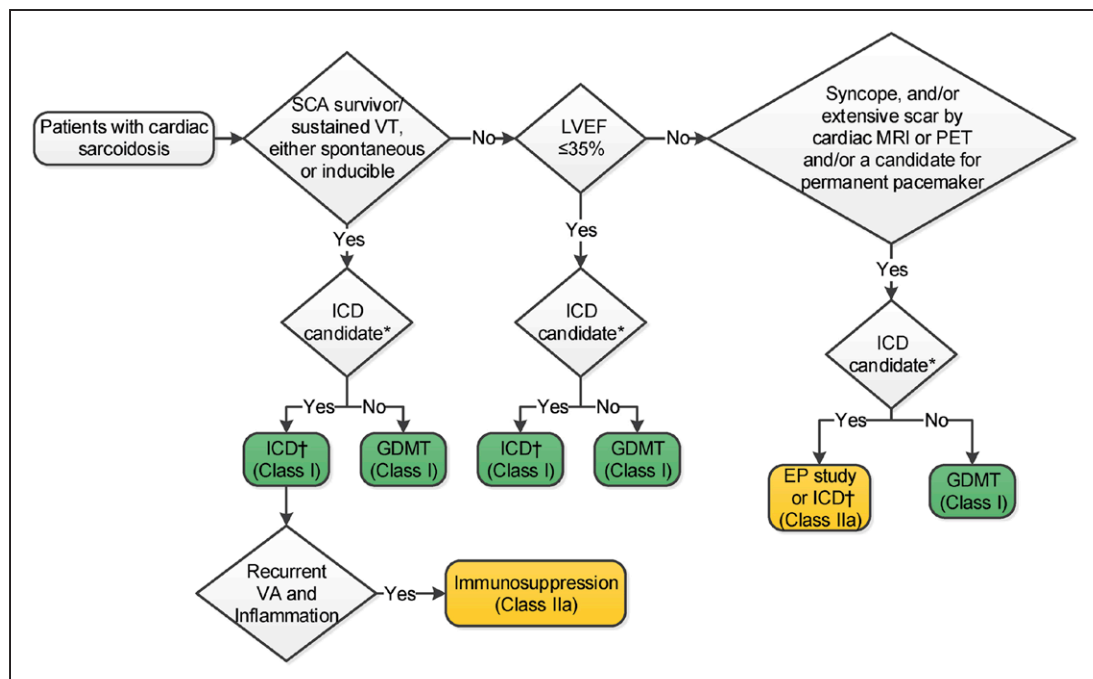 Patients with cardiac
sarcoidosis
SCA survivor/
sustained VT,
either spontaneous
or inducible
No
LVEF
≤35%
No
Syncope, and/or
extensive scar by
cardiac MRI or PET
and/or a candidate for
permanent pacemaker
Yes
Yes
Yes
ICD
candidate*
ICD
candidate*
ICD
candidate*
Yes
No
Yes
No
Yes
No
ICD†
(Class I)
GDMT
(Class I)
ICD†
(Class I)
GDMT
(Class I)
EP study
or ICD†
(Class IIa)
GDMT
(Class I)
Recurrent
VA and
Inflammation
Yes
Immunosuppression
(Class IIa)